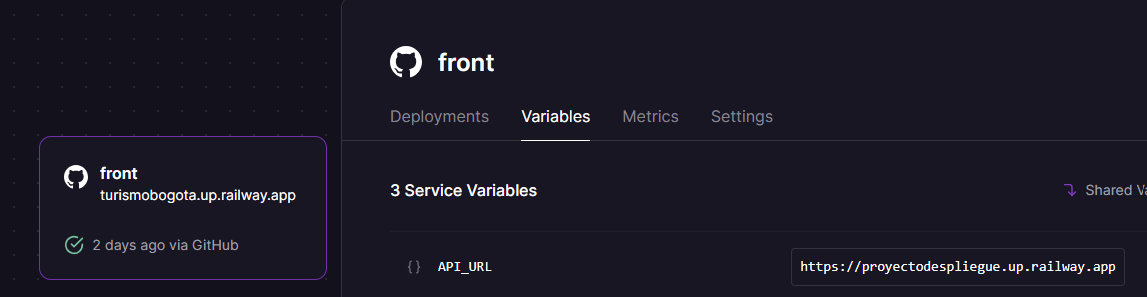 front
turismobogota.up.railway.app
2 days ago via GitHub
front
Deployments Variables Metrics Settings
3 Service Variables
Shared Va
{} API_URL https://proyectodespliegue.up.railway.app